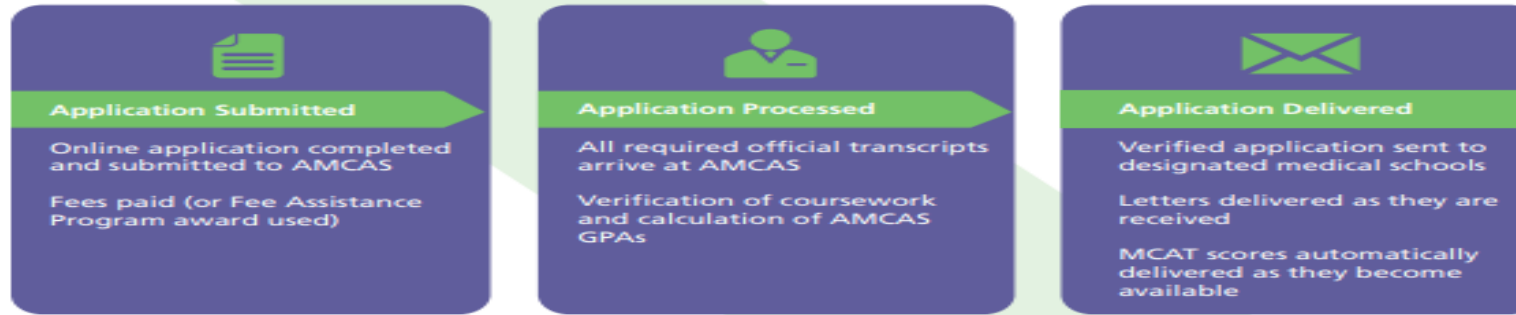 Application Submitted
Online application completed
and submitted to AMCAS
Fees paid (or Fee Assistance
Program award used)
Application Processed
All required official transcripts
arrive at AMCAS
Verification of coursework
and calculation of AMCAS
GPAs
Application Delivered
Verified application sent to
designated medical schools
Letters delivered as they are
received
MCAT scores automatically
delivered as they become
available